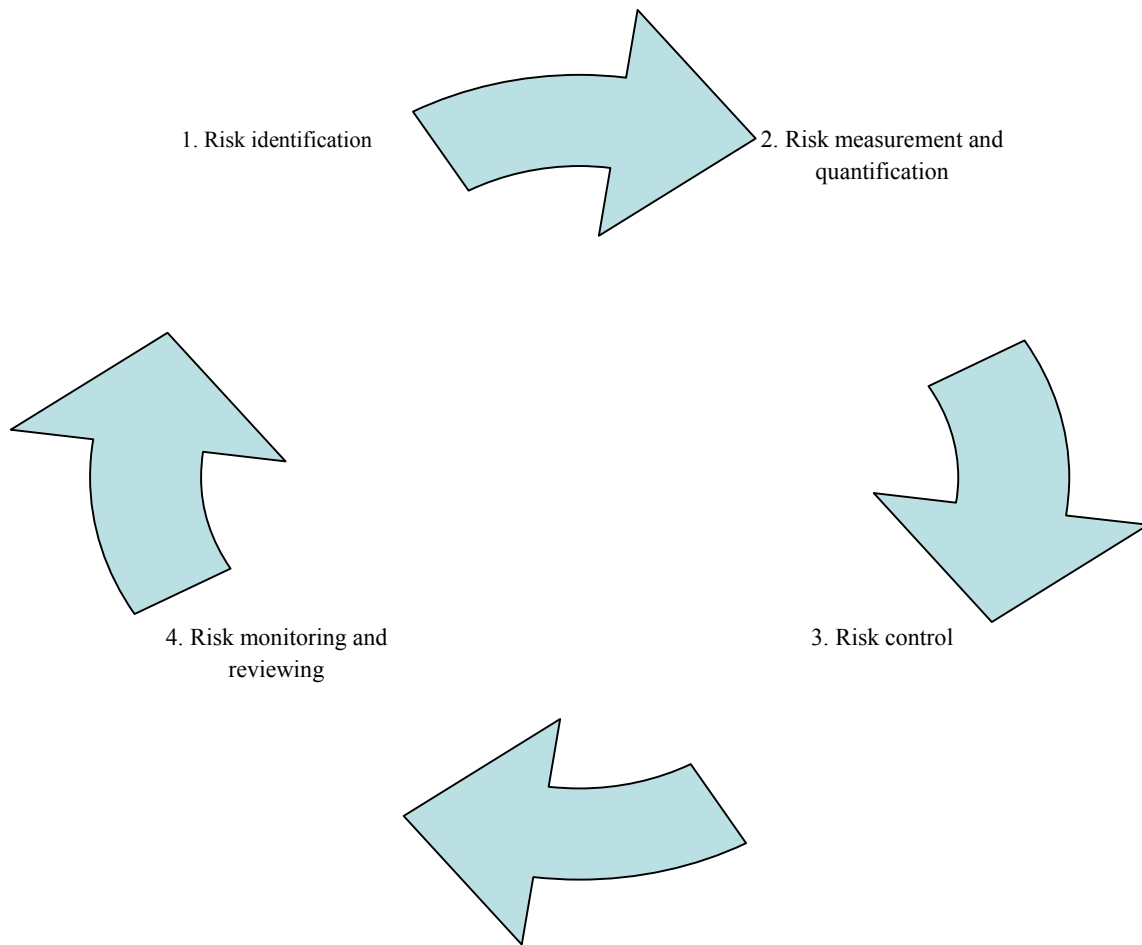 1. Risk identification
2. Risk measurement and
quantification
3. Risk control
4. Risk monitoring and
reviewing